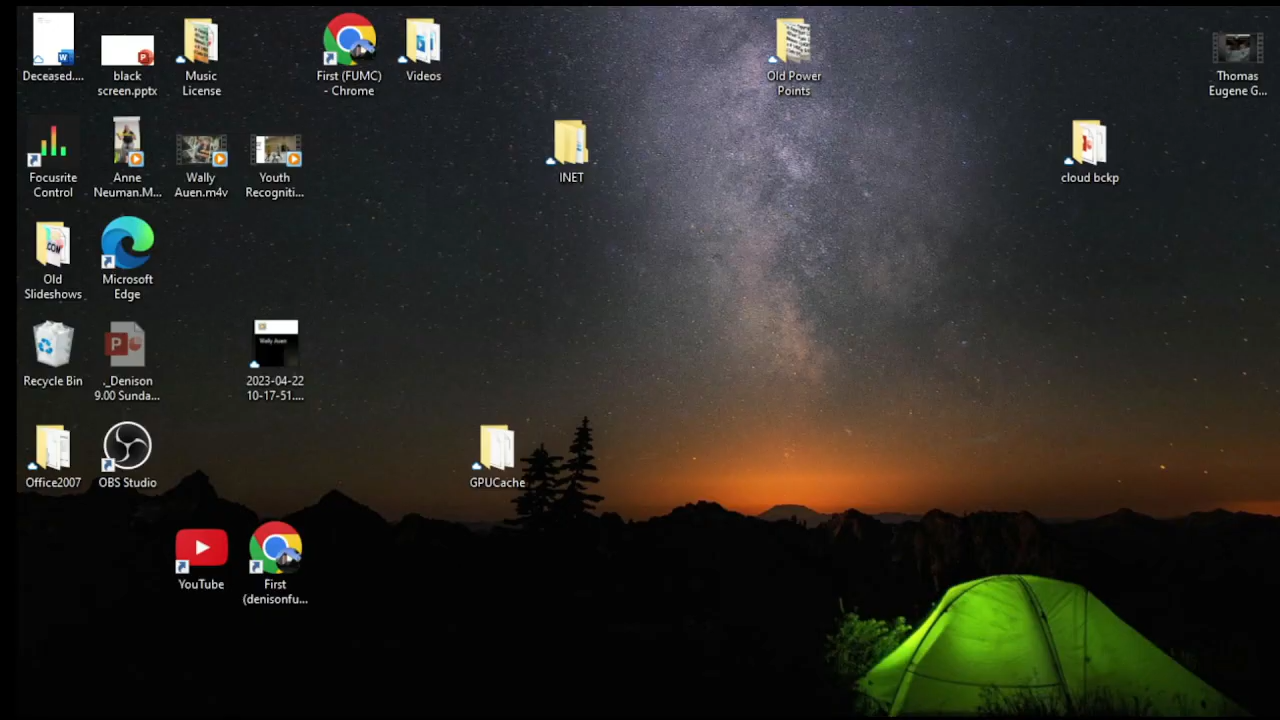 Deceased....
black
screen.pptx
Music
License
First (FUMC)
- Chrome
Videos
Old Power
Points
Thomas
Eugene G...
Focusrite
Control
Anne
Neuman.M...
Wally
Auen.m4v
Youth
Recogniti...
INET
cloud bckp
Old
Slideshows
Microsoft
Edge
Recycle Bin
._Denison
9.00 Sunda...
Wally Auen
2023-04-22
10-17-51....
Office2007
OBS Studio
GPUCache
YouTube
First
(denisonfu...